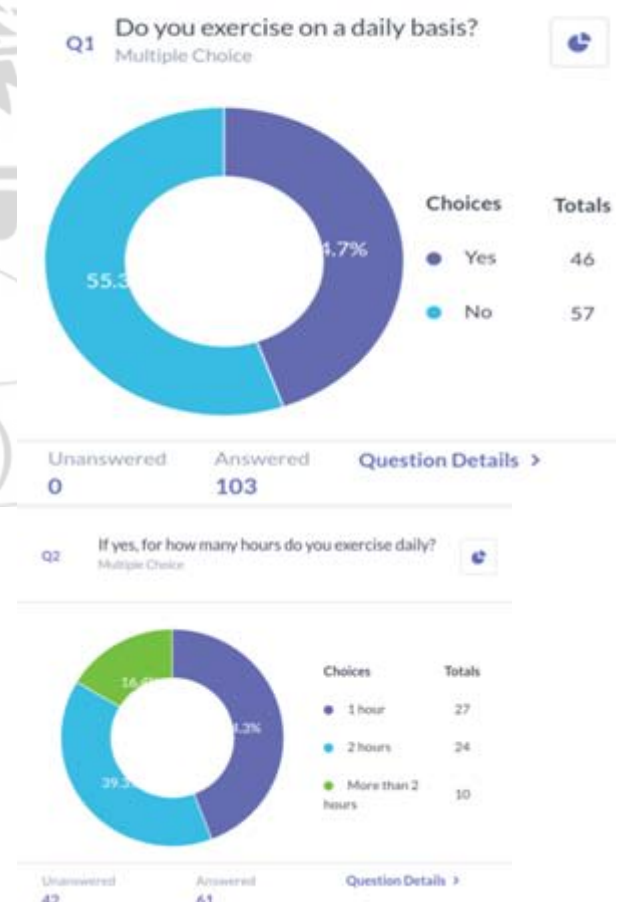 Q1 Do you exercise on a daily basis?
Multiple Choice
Choices Totals
4.7%
Yes 46
55.3
No 57
Unanswered Answered Question Details >
0 103
Q2 If yes, for how many hours do you exercise daily?
Multiple Choice
Choices Totals
16.
1 hour 27
4.3%
2 hours 24
39.3
More than 2
hours 10
Unanswered Answered Question Details >
42 61